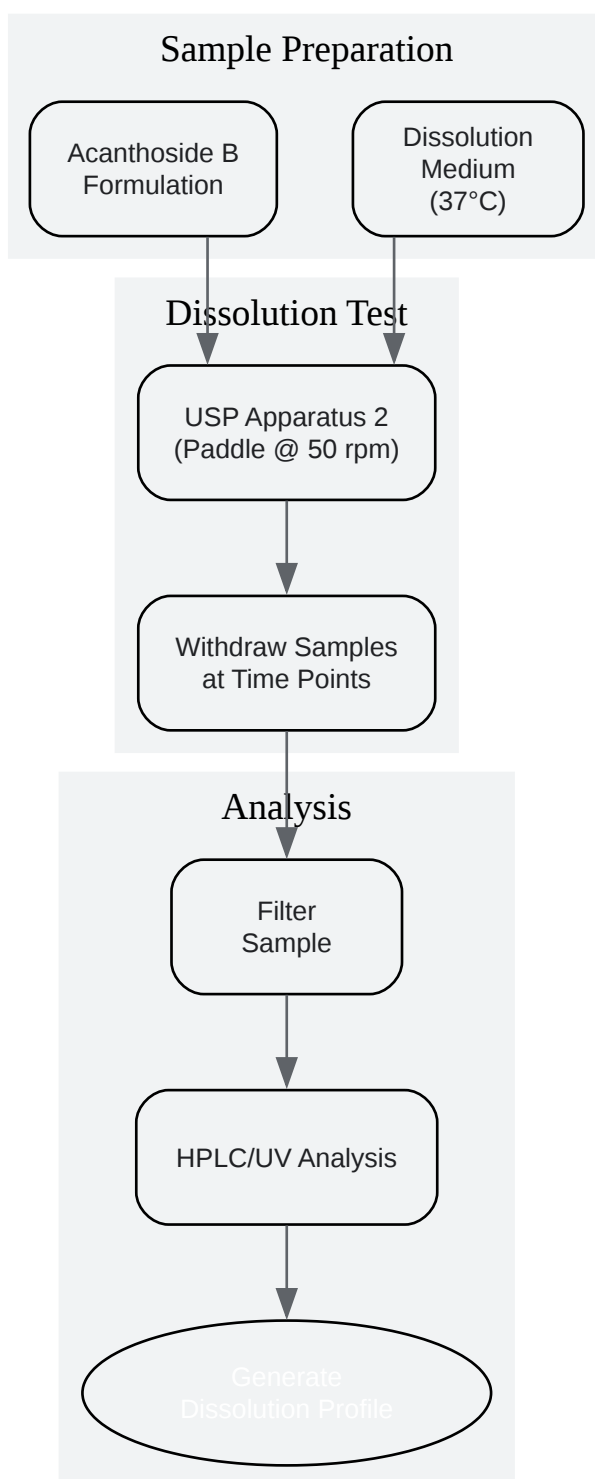 Sample Preparation
Acanthoside B
Formulation
Dissolution
Medium
(37°C)
Dissolution Test
USP Apparatus 2
(Paddle @ 50 rpm)
Withdraw Samples
at Time Points
Analysis
Filter
Sample
HPLC/UV Analysis
Generate
Dissolution Profile